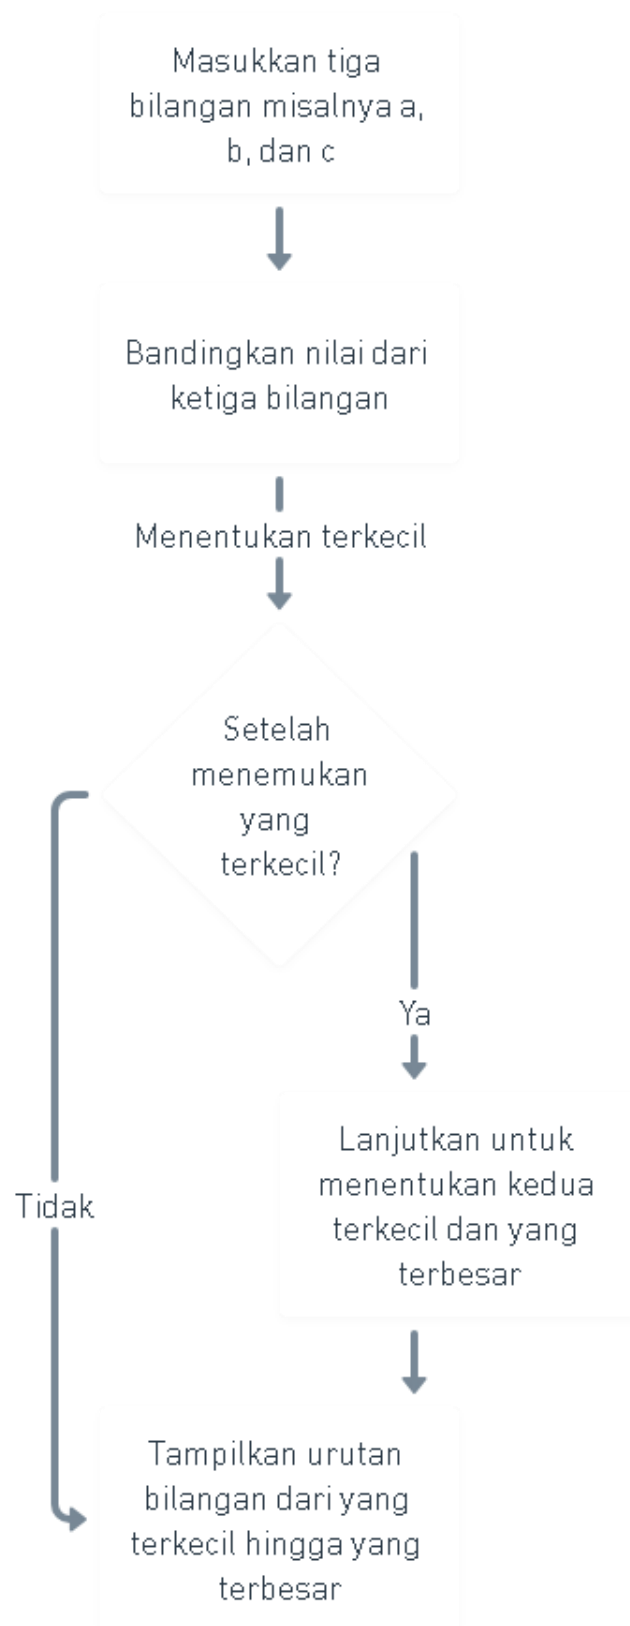 Masukkan tiga
bilangan misalnya a,
b, dan c
Bandingkan nilai dari
ketiga bilangan
Menentukan terkecil
Setelah
menemukan
yang
terkecil?
Ya
Lanjutkan untuk
menentukan kedua
terkecil dan yang
terbesar
Tidak
Tampilkan urutan
bilangan dari yang
terkecil hingga yang
terbesar